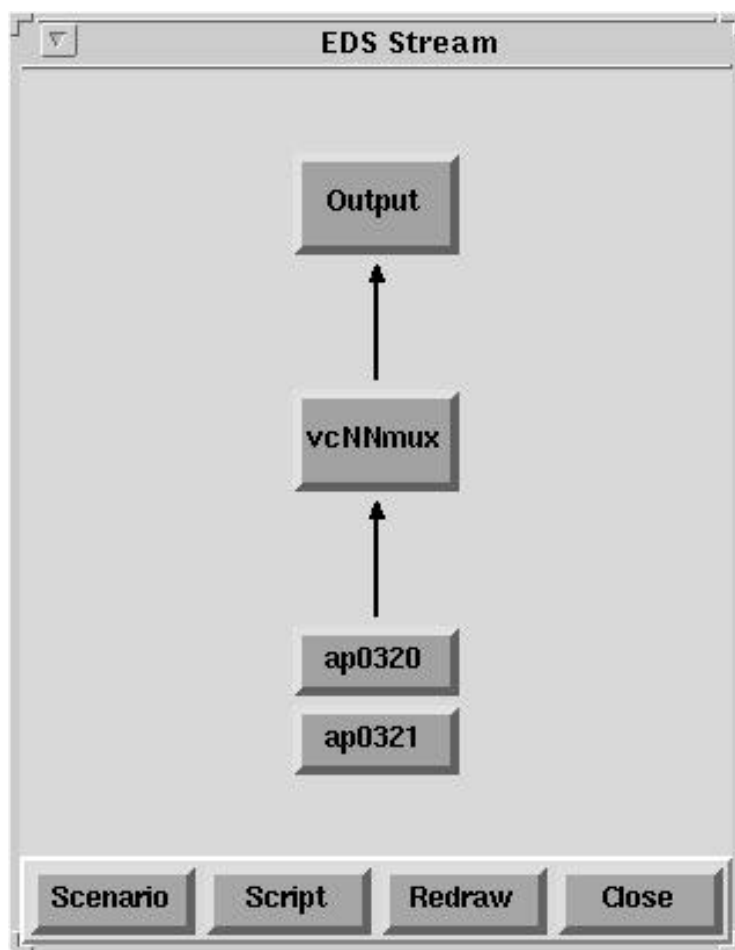 EDS Stream
Output
vcNNmux
ap0320
ap0321
Scenario Script Redraw Close